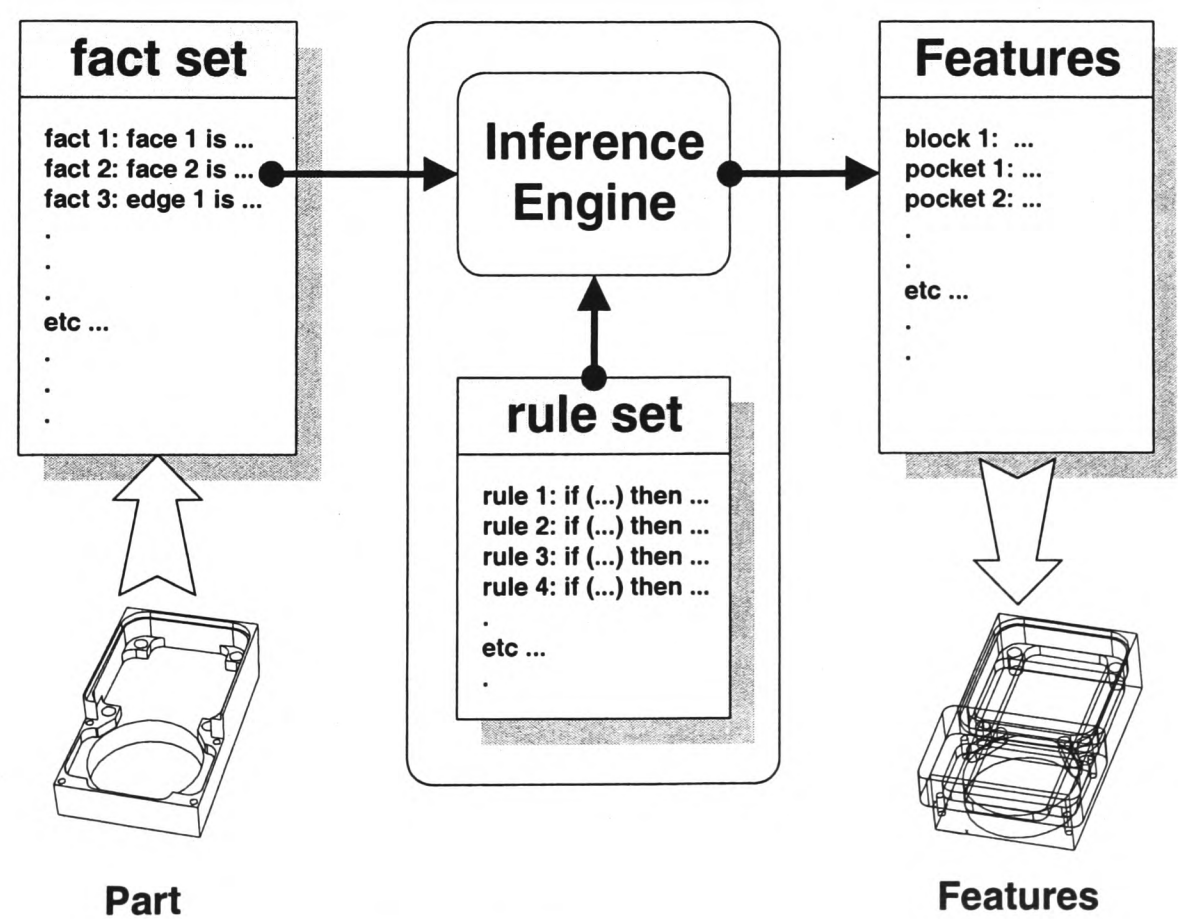 fact set
fact 1: face 1 is ...
fact 2: face 2 is ...
fact 3: edge 1 is ...
.
.
.
etc ...
.
.
.
Inference
Engine
rule set
rule 1: if (...) then ...
rule 2: if (...) then ...
rule 3: if (...) then ...
rule 4: if (...) then ...
.
etc ...
.
Features
block 1: ...
pocket 1: ...
pocket 2: ...
.
.
etc ...
.
.
Part
Features